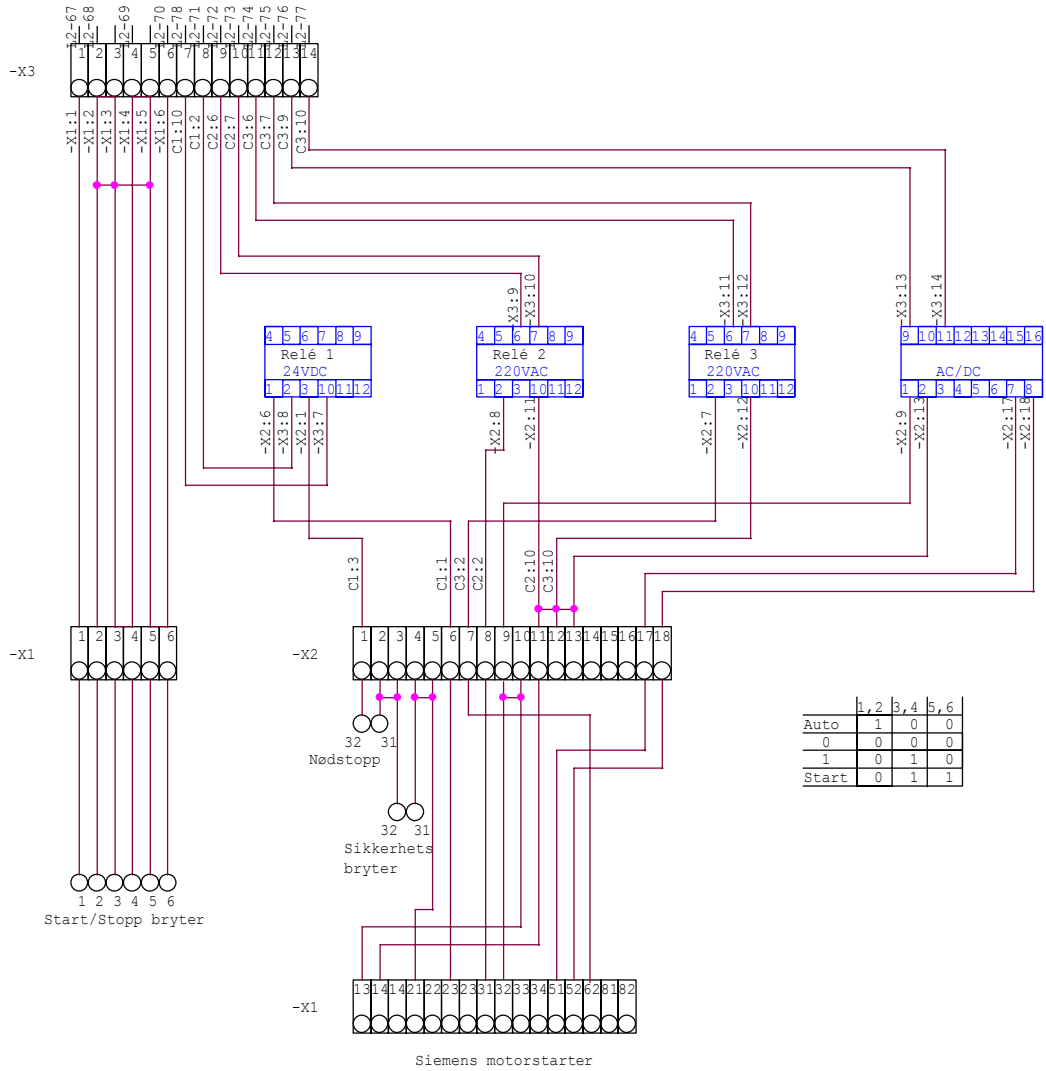 L2-67 L2-68 L2-69 L2-70 L2-78 L2-71 L2-72 L2-73 L2-74 L2-75 L2-76 L2-77
1 2 3 4 5 6 7 8 9 10 11 12 13 14
-X3
-X1:1 -X1:2 -X1:3 -X1:4 -X1:5 -X1:6 C1:10 C1:2 C2:6 C2:7 C3:6 C3:7 C3:9 C3:10
-X3:9 -X3:10 -X3:11 -X3:12 -X3:13 -X3:14
4 5 6 7 8 9
Relé 1
24VDC
1 2 3 10 11 12
4 5 6 7 8 9
Relé 2
220VAC
1 2 3 10 11 12
4 5 6 7 8 9
Relé 3
220VAC
1 2 3 10 11 12
9 10 11 12 13 14 15 16
AC/DC
1 2 3 4 5 6 7 8
-X2:6 -X3:8 -X2:1 -X3:7 -X2:8 -X2:11 -X2:7 -X2:12 -X2:9 -X2:13 -X2:17 -X2:18
C1:3 C1:1 C3:2 C2:2 C2:10 C3:10
-X1
1 2 3 4 5 6
-X2
1 2 3 4 5 6 7 8 9 10 11 12 13 14 15 16 17 18
32 31
Nødstopp
32 31
Sikkerhets
bryter
1,2 3,4 5,6
Auto 1 0 0
0 0 0 0
1 0 1 0
Start 0 1 1
1 2 3 4 5 6
Start/Stopp bryter
-X1
13 14 14 21 22 23 23 31 32 33 34 51 52 62 81 82
Siemens motorstarter